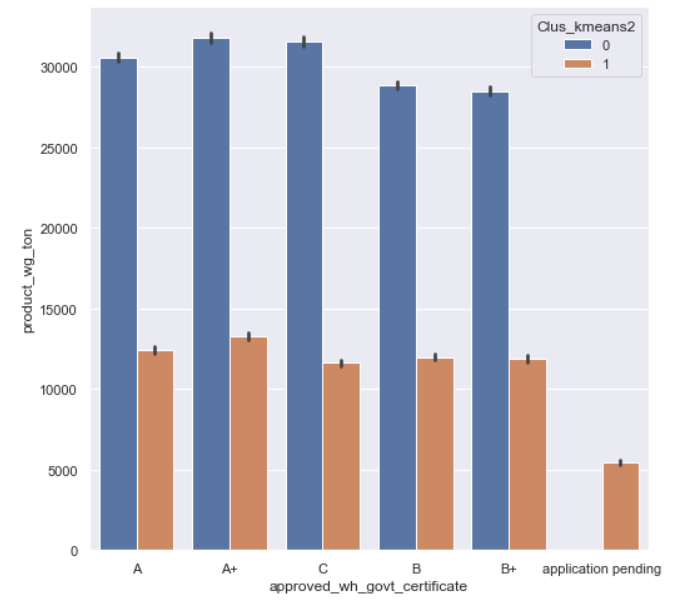 Clus_kmeans2
0
1
30000
25000
20000
15000
10000
5000
0
product_wg_ton
A A+ C B B+ application pending
approved_wh_govt_certificate